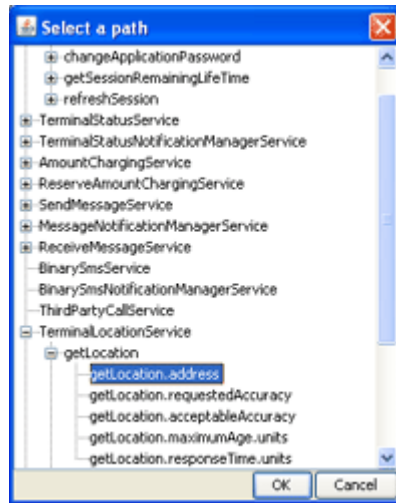 Select a path
changeApplicationPassword
getSessionRemainingLifeTime
refreshSession
TerminalStatusService
TerminalStatusNotificationManagerService
AmountChargingService
ReserveAmountChargingService
SendMessageService
MessageNotificationManagerService
ReceiveMessageService
BinarySmsService
BinarySmsNotificationManagerService
ThirdPartyCallService
TerminalLocationService
getLocation
getLocation.address
getLocation.requestedAccuracy
getLocation.acceptableAccuracy
getLocation.maximumAge.units
getLocation.responseTime.units
OK Cancel